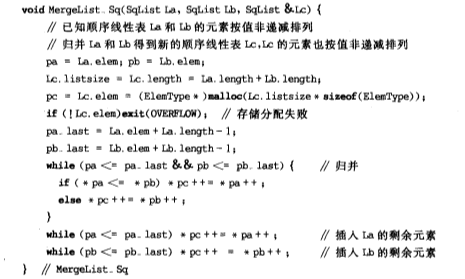 void MergeList_Sq(SqList La, SqList Lb, SqList &Lc) {
// 已知顺序线性表 La 和 Lb 的元素按值非递减排列
// 归并 La 和 Lb 得到新的顺序线性表 Lc,Lc 的元素也按值非递减排列
pa = La.elem; pb = Lb.elem;
Lc.listsize = Lc.length = La.length + Lb.length;
pc = Lc.elem = (ElemType * )malloc(Lc.listsize * sizeof(ElemType));
if (!Lc.elem)exit(OVERFLOW); // 存储分配失败
pa_last = La.elem + La.length - 1;
pb_last = Lb.elem + Lb.length - 1;
while (pa <= pa_last && pb <= pb_last) { // 归并
if ( * pa <= * pb) * pc ++ = * pa ++ ;
else * pc ++ = * pb ++ ;
}
while (pa <= pa_last) * pc ++ = * pa ++ ; // 插入 La 的剩余元素
while (pb <= pb_last) * pc ++ = * pb ++ ; // 插入 Lb 的剩余元素
} // MergeList_Sq